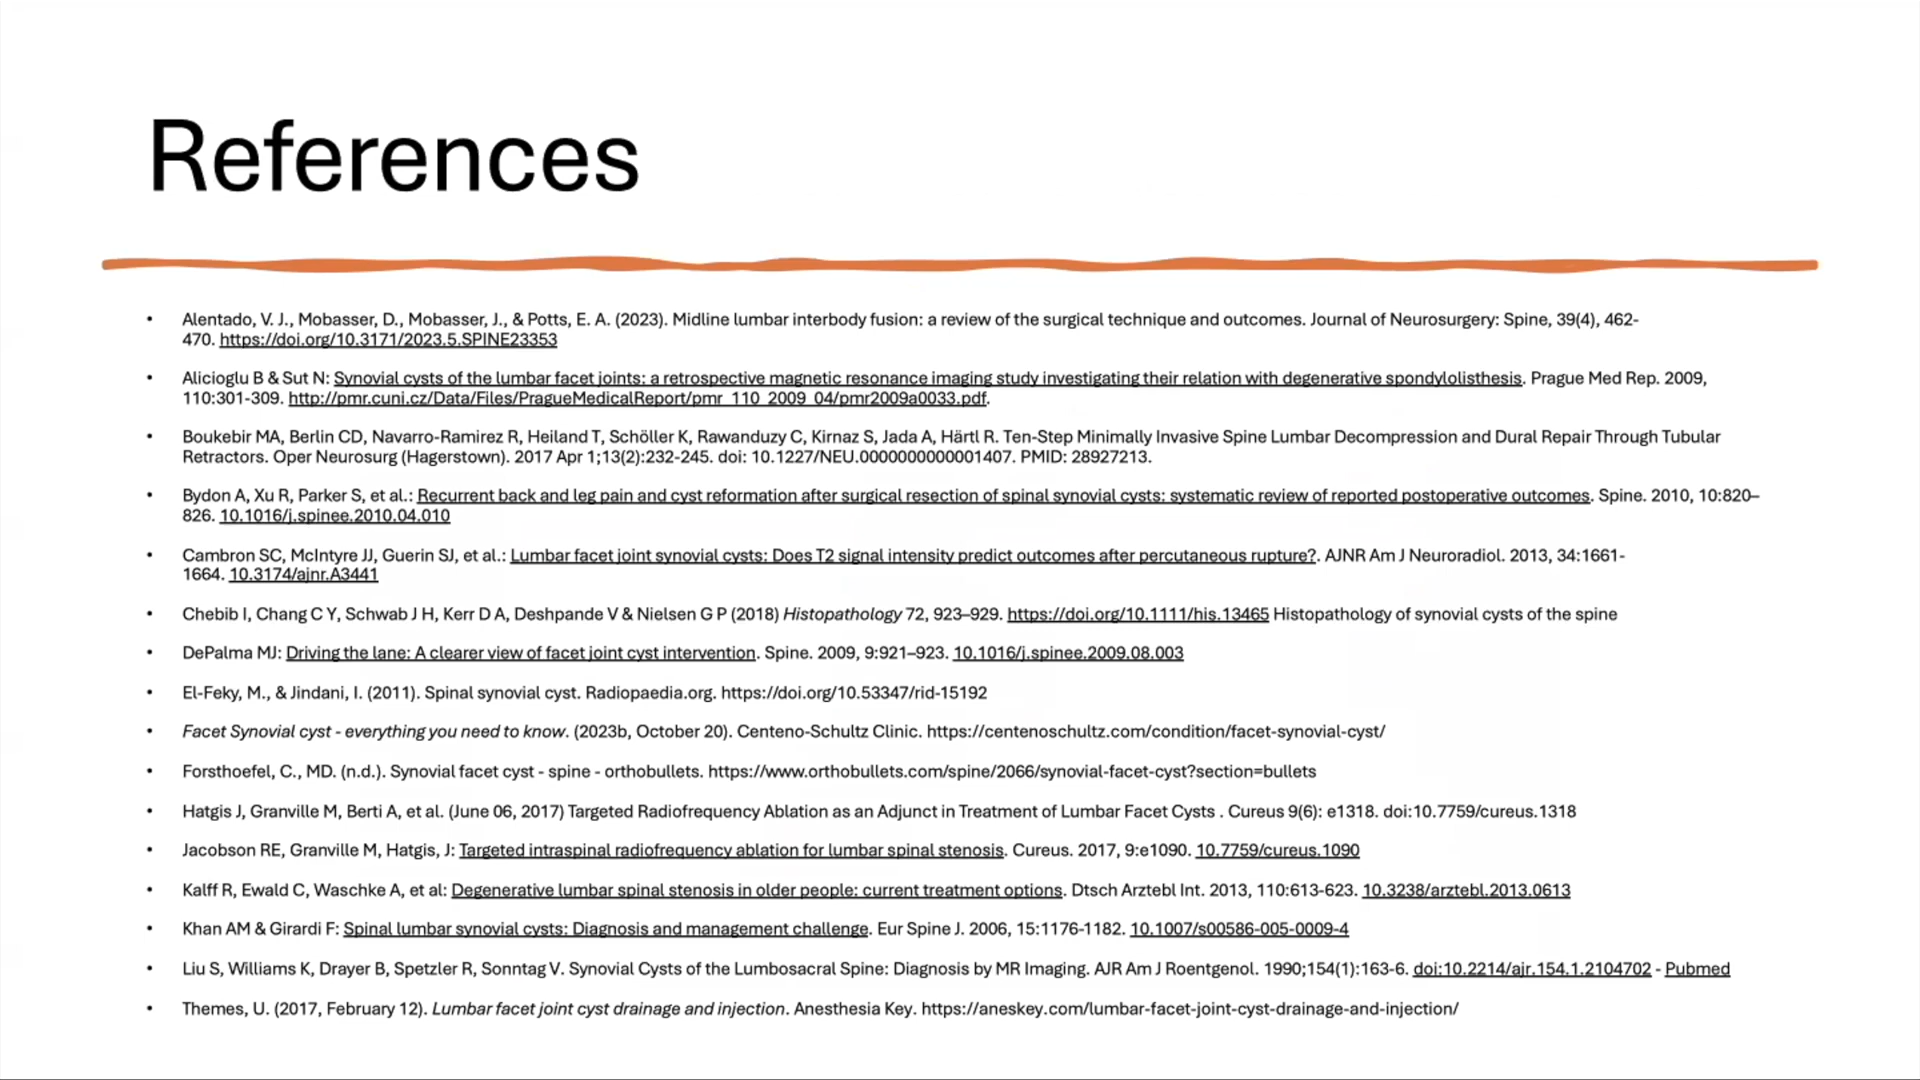 References
• Alentado, V. J., Mobasser, D., Mobasser, J., & Potts, E. A. (2023). Midline lumbar interbody fusion: a review of the surgical technique and outcomes. Journal of Neurosurgery: Spine, 39(4), 462-
470. https://doi.org/10.3171/2023.5.SPINE23353
• Alicioglu B & Sut N: Synovial cysts of the lumbar facet joints: a retrospective magnetic resonance imaging study investigating their relation with degenerative spondylolisthesis. Prague Med Rep. 2009,
110:301-309. http://pmr.cuni.cz/Data/Files/PragueMedicalReport/pmr_110_2009_04/pmr2009a0033.pdf.
• Boukebir MA, Berlin CD, Navarro-Ramirez R, Heiland T, Schöller K, Rawanduzy C, Kirnaz S, Jada A, Härtl R. Ten-Step Minimally Invasive Spine Lumbar Decompression and Dural Repair Through Tubular
Retractors. Oper Neurosurg (Hagerstown). 2017 Apr 1;13(2):232-245. doi: 10.1227/NEU.0000000000001407. PMID: 28927213.
• Bydon A, Xu R, Parker S, et al.: Recurrent back and leg pain and cyst reformation after surgical resection of spinal synovial cysts: systematic review of reported postoperative outcomes. Spine. 2010, 10:820–
826. 10.1016/j.spinee.2010.04.010
• Cambron SC, McIntyre JJ, Guerin SJ, et al.: Lumbar facet joint synovial cysts: Does T2 signal intensity predict outcomes after percutaneous rupture?. AJNR Am J Neuroradiol. 2013, 34:1661-
1664. 10.3174/ajnr.A3441
• Chebib I, Chang C Y, Schwab J H, Kerr D A, Deshpande V & Nielsen G P (2018) Histopathology 72, 923–929. https://doi.org/10.1111/his.13465 Histopathology of synovial cysts of the spine
• DePalma MJ: Driving the lane: A clearer view of facet joint cyst intervention. Spine. 2009, 9:921–923. 10.1016/j.spinee.2009.08.003
• El-Feky, M., & Jindani, I. (2011). Spinal synovial cyst. Radiopaedia.org. https://doi.org/10.53347/rid-15192
• Facet Synovial cyst - everything you need to know. (2023b, October 20). Centeno-Schultz Clinic. https://centenoschultz.com/condition/facet-synovial-cyst/
• Forsthoefel, C., MD. (n.d.). Synovial facet cyst - spine - orthobullets. https://www.orthobullets.com/spine/2066/synovial-facet-cyst?section=bullets
• Hatgis J, Granville M, Berti A, et al. (June 06, 2017) Targeted Radiofrequency Ablation as an Adjunct in Treatment of Lumbar Facet Cysts . Cureus 9(6): e1318. doi:10.7759/cureus.1318
• Jacobson RE, Granville M, Hatgis, J: Targeted intraspinal radiofrequency ablation for lumbar spinal stenosis. Cureus. 2017, 9:e1090. 10.7759/cureus.1090
• Kalff R, Ewald C, Waschke A, et al: Degenerative lumbar spinal stenosis in older people: current treatment options. Dtsch Arztebl Int. 2013, 110:613-623. 10.3238/arztebl.2013.0613
• Khan AM & Girardi F: Spinal lumbar synovial cysts: Diagnosis and management challenge. Eur Spine J. 2006, 15:1176-1182. 10.1007/s00586-005-0009-4
• Liu S, Williams K, Drayer B, Spetzler R, Sonntag V. Synovial Cysts of the Lumbosacral Spine: Diagnosis by MR Imaging. AJR Am J Roentgenol. 1990;154(1):163-6. doi:10.2214/ajr.154.1.2104702 - Pubmed
• Themes, U. (2017, February 12). Lumbar facet joint cyst drainage and injection. Anesthesia Key. https://aneskey.com/lumbar-facet-joint-cyst-drainage-and-injection/